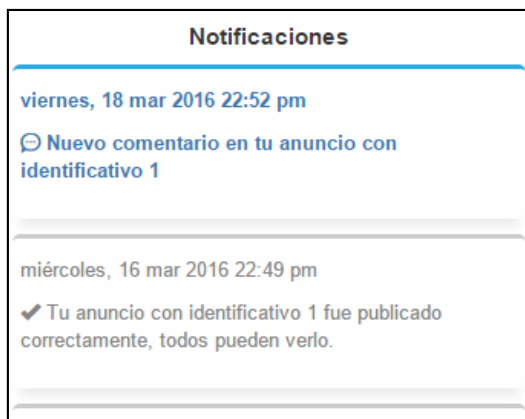 Notificaciones
viernes, 18 mar 2016 22:52 pm
Nuevo comentario en tu anuncio con
identificativo 1
miércoles, 16 mar 2016 22:49 pm
Tu anuncio con identificativo 1 fue publicado
correctamente, todos pueden verlo.